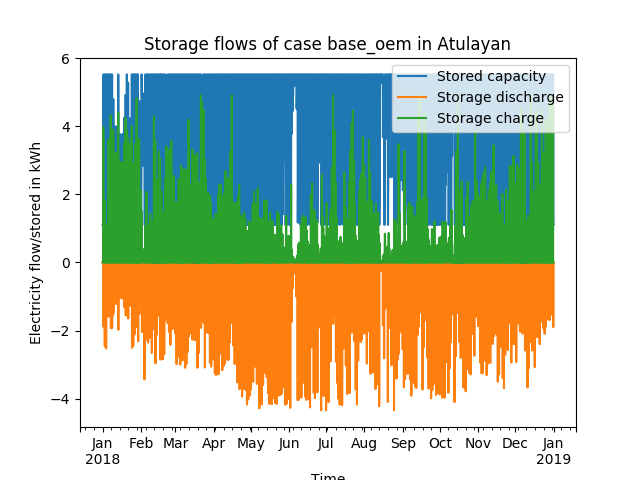 Storage flows of case base_oem in Atulayan
Stored capacity
Storage discharge
Storage charge
Electricity flow/stored in kWh
6
4
2
0
−2
−4
Jan Feb Mar Apr May Jun Jul Aug Sep Oct Nov Dec Jan
2018 2019
Time